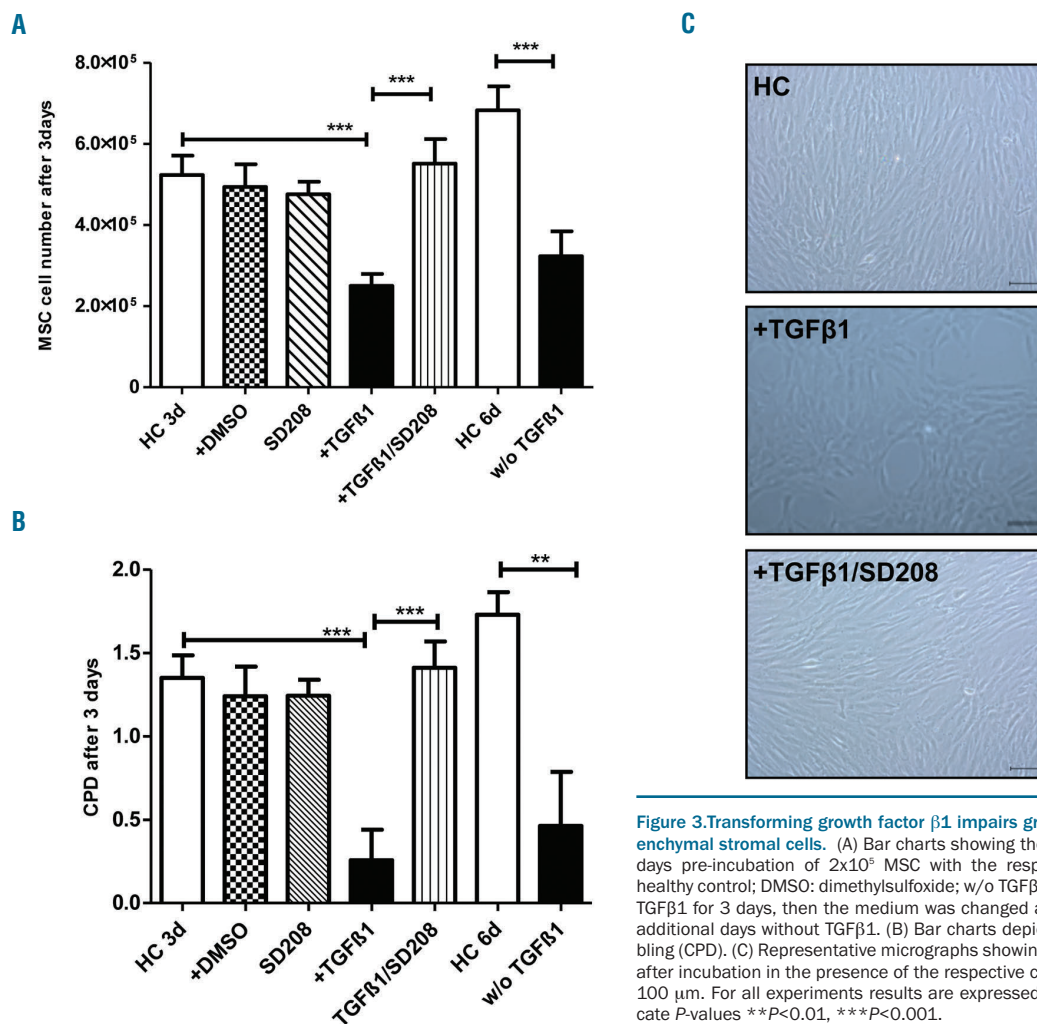 A
MSC cell number after 3days
8.0×10⁵
6.0×10⁵
4.0×10⁵
2.0×10⁵
0
***
***
***
HC 3d
+DMSO
SD208
+TGFß1
+TGFß1/SD208
HC 6d
w/o TGFß1
B
CPD after 3 days
2.0
1.5
1.0
0.5
0.0
***
***
**
HC 3d
+DMSO
SD208
+TGFß1
TGFß1/SD208
HC 6d
w/o TGFß1
C
HC
+TGFβ1
+TGFβ1/SD208
Figure 3.Transforming growth factor β1 impairs gr
enchymal stromal cells. (A) Bar charts showing the
days pre-incubation of 2x10⁵ MSC with the resp
healthy control; DMSO: dimethylsulfoxide; w/o TGFβ
TGFβ1 for 3 days, then the medium was changed a
additional days without TGFβ1. (B) Bar charts depic
bling (CPD). (C) Representative micrographs showing
after incubation in the presence of the respective c
100 μm. For all experiments results are expressed
cate P-values **P<0.01, ***P<0.001.